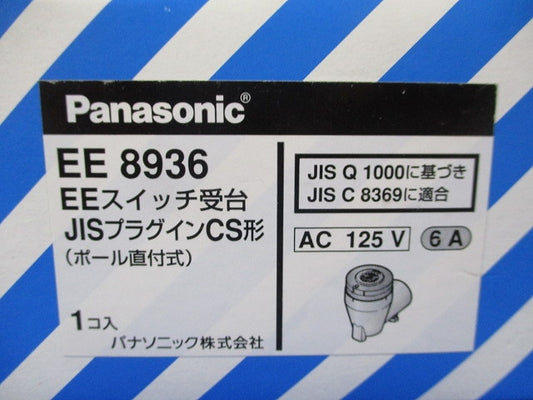 Panasonic®
EE 8936
EEスイッチ受台
JISプラグインCS形
(ポール直付式)
1コ入
パナソニック株式会社
JIS Q 1000に基づき
JIS C 8369に適合
AC 125V 6A